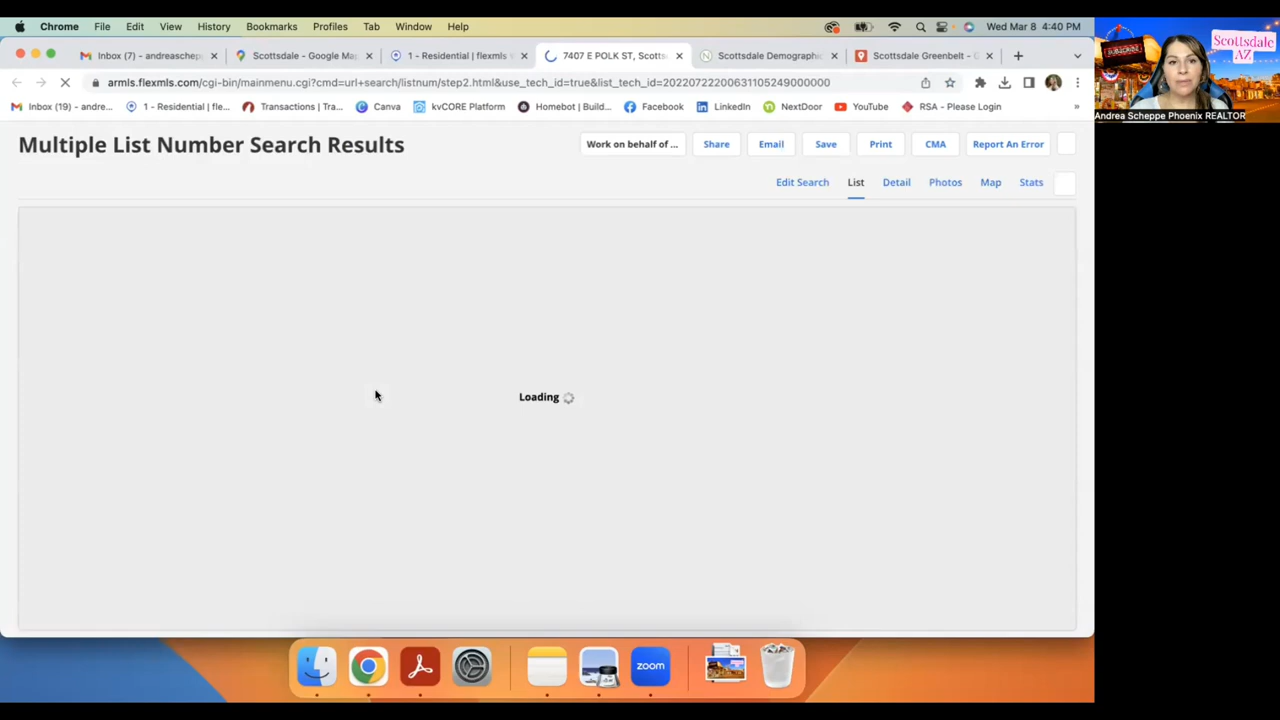 Chrome File Edit View History Bookmarks Profiles Tab Window Help Wed Mar 8 4:40 PM
Inbox (7) - andreaschep Scottsdale - Google Ma 1 - Residential | flexmls 7407 E POLK ST, Scotts Scottsdale Demographi Scottsdale Greenbelt - G
armls.flexmls.com/cgi-bin/mainmenu.cgi?cmd=url+search/listnum/step2.html&use_tech_id=true&list_tech_id=20220722200631105249000000
Inbox (19) - andre... 1 - Residential | fle... Transactions | Tra... Canva kvCORE Platform Homebot | Build... Facebook LinkedIn NextDoor YouTube RSA - Please Login »
Multiple List Number Search Results
Work on behalf of ... Share Email Save Print CMA Report An Error
Edit Search List Detail Photos Map Stats
Loading
zoom
Scottsdale
AZ
Andrea Scheppe Phoenix REALTOR